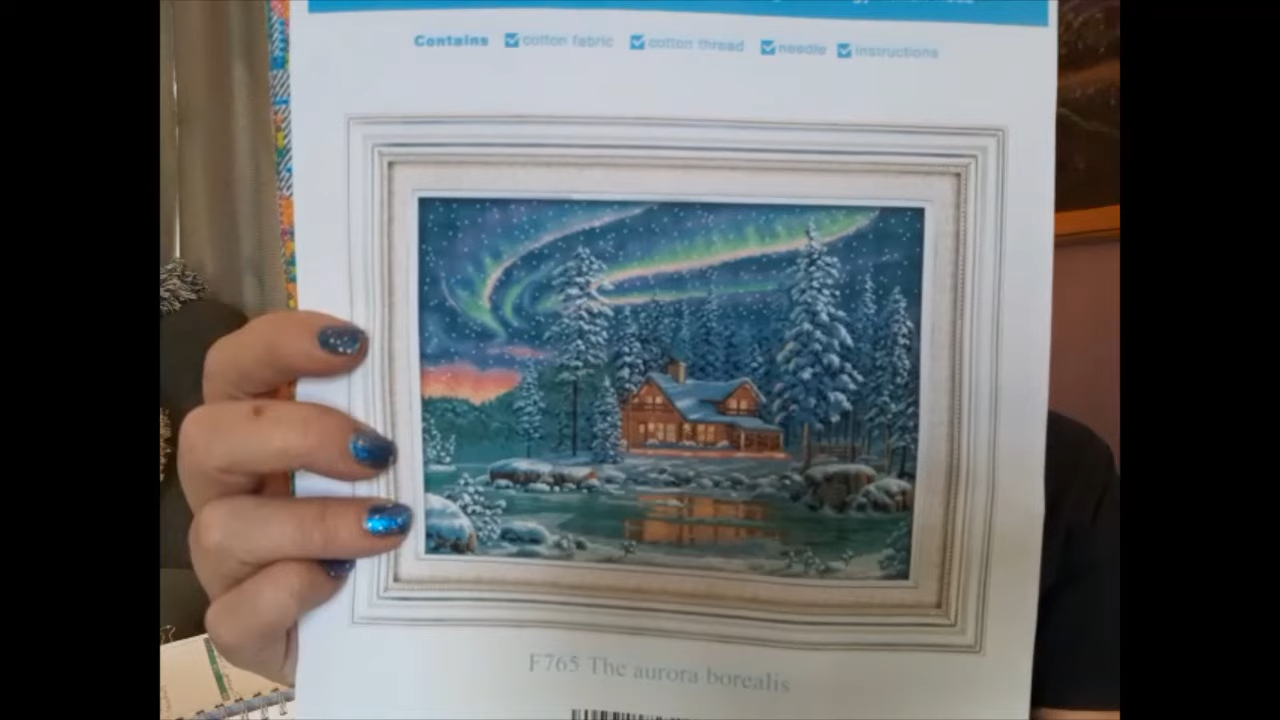 Contains cotton fabric cotton thread needle instructions
F765 The aurora borealis